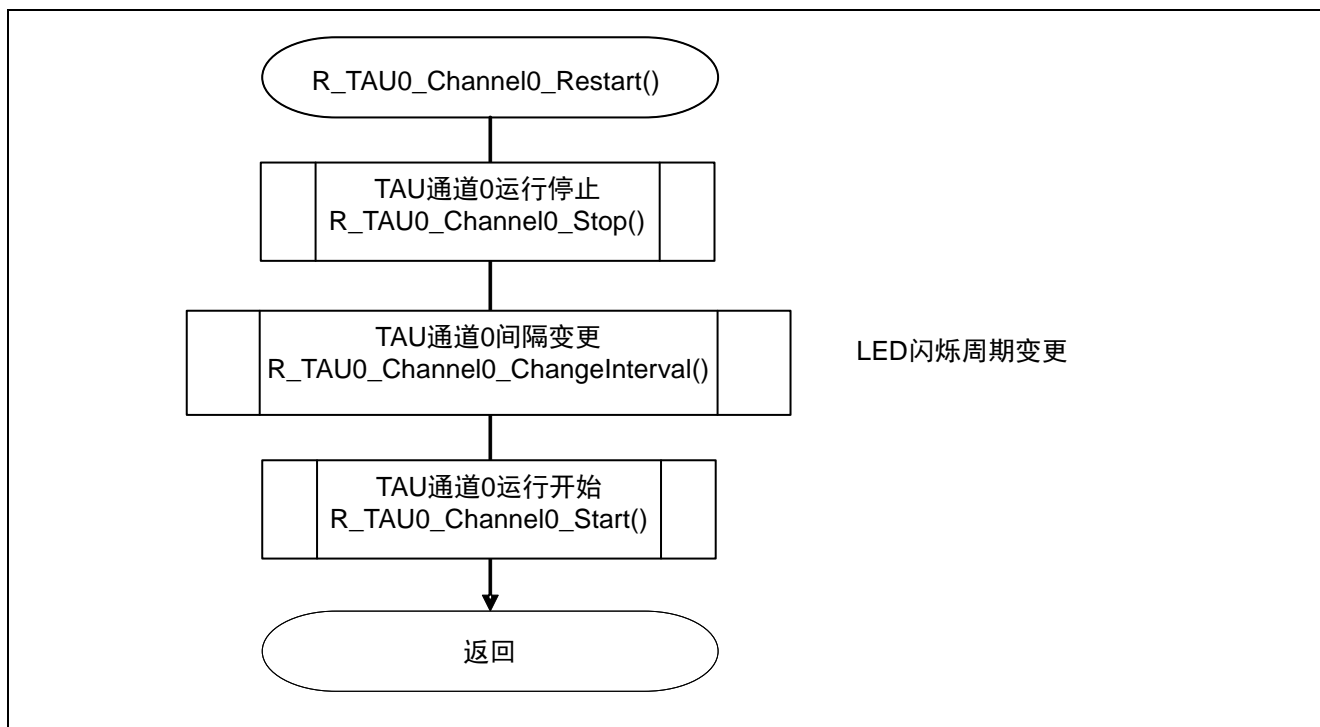 R_TAU0_Channel0_Restart()
TAU通道0运行停止
R_TAU0_Channel0_Stop()
TAU通道0间隔变更
R_TAU0_Channel0_ChangeInterval()
LED闪烁周期变更
TAU通道0运行开始
R_TAU0_Channel0_Start()
返回